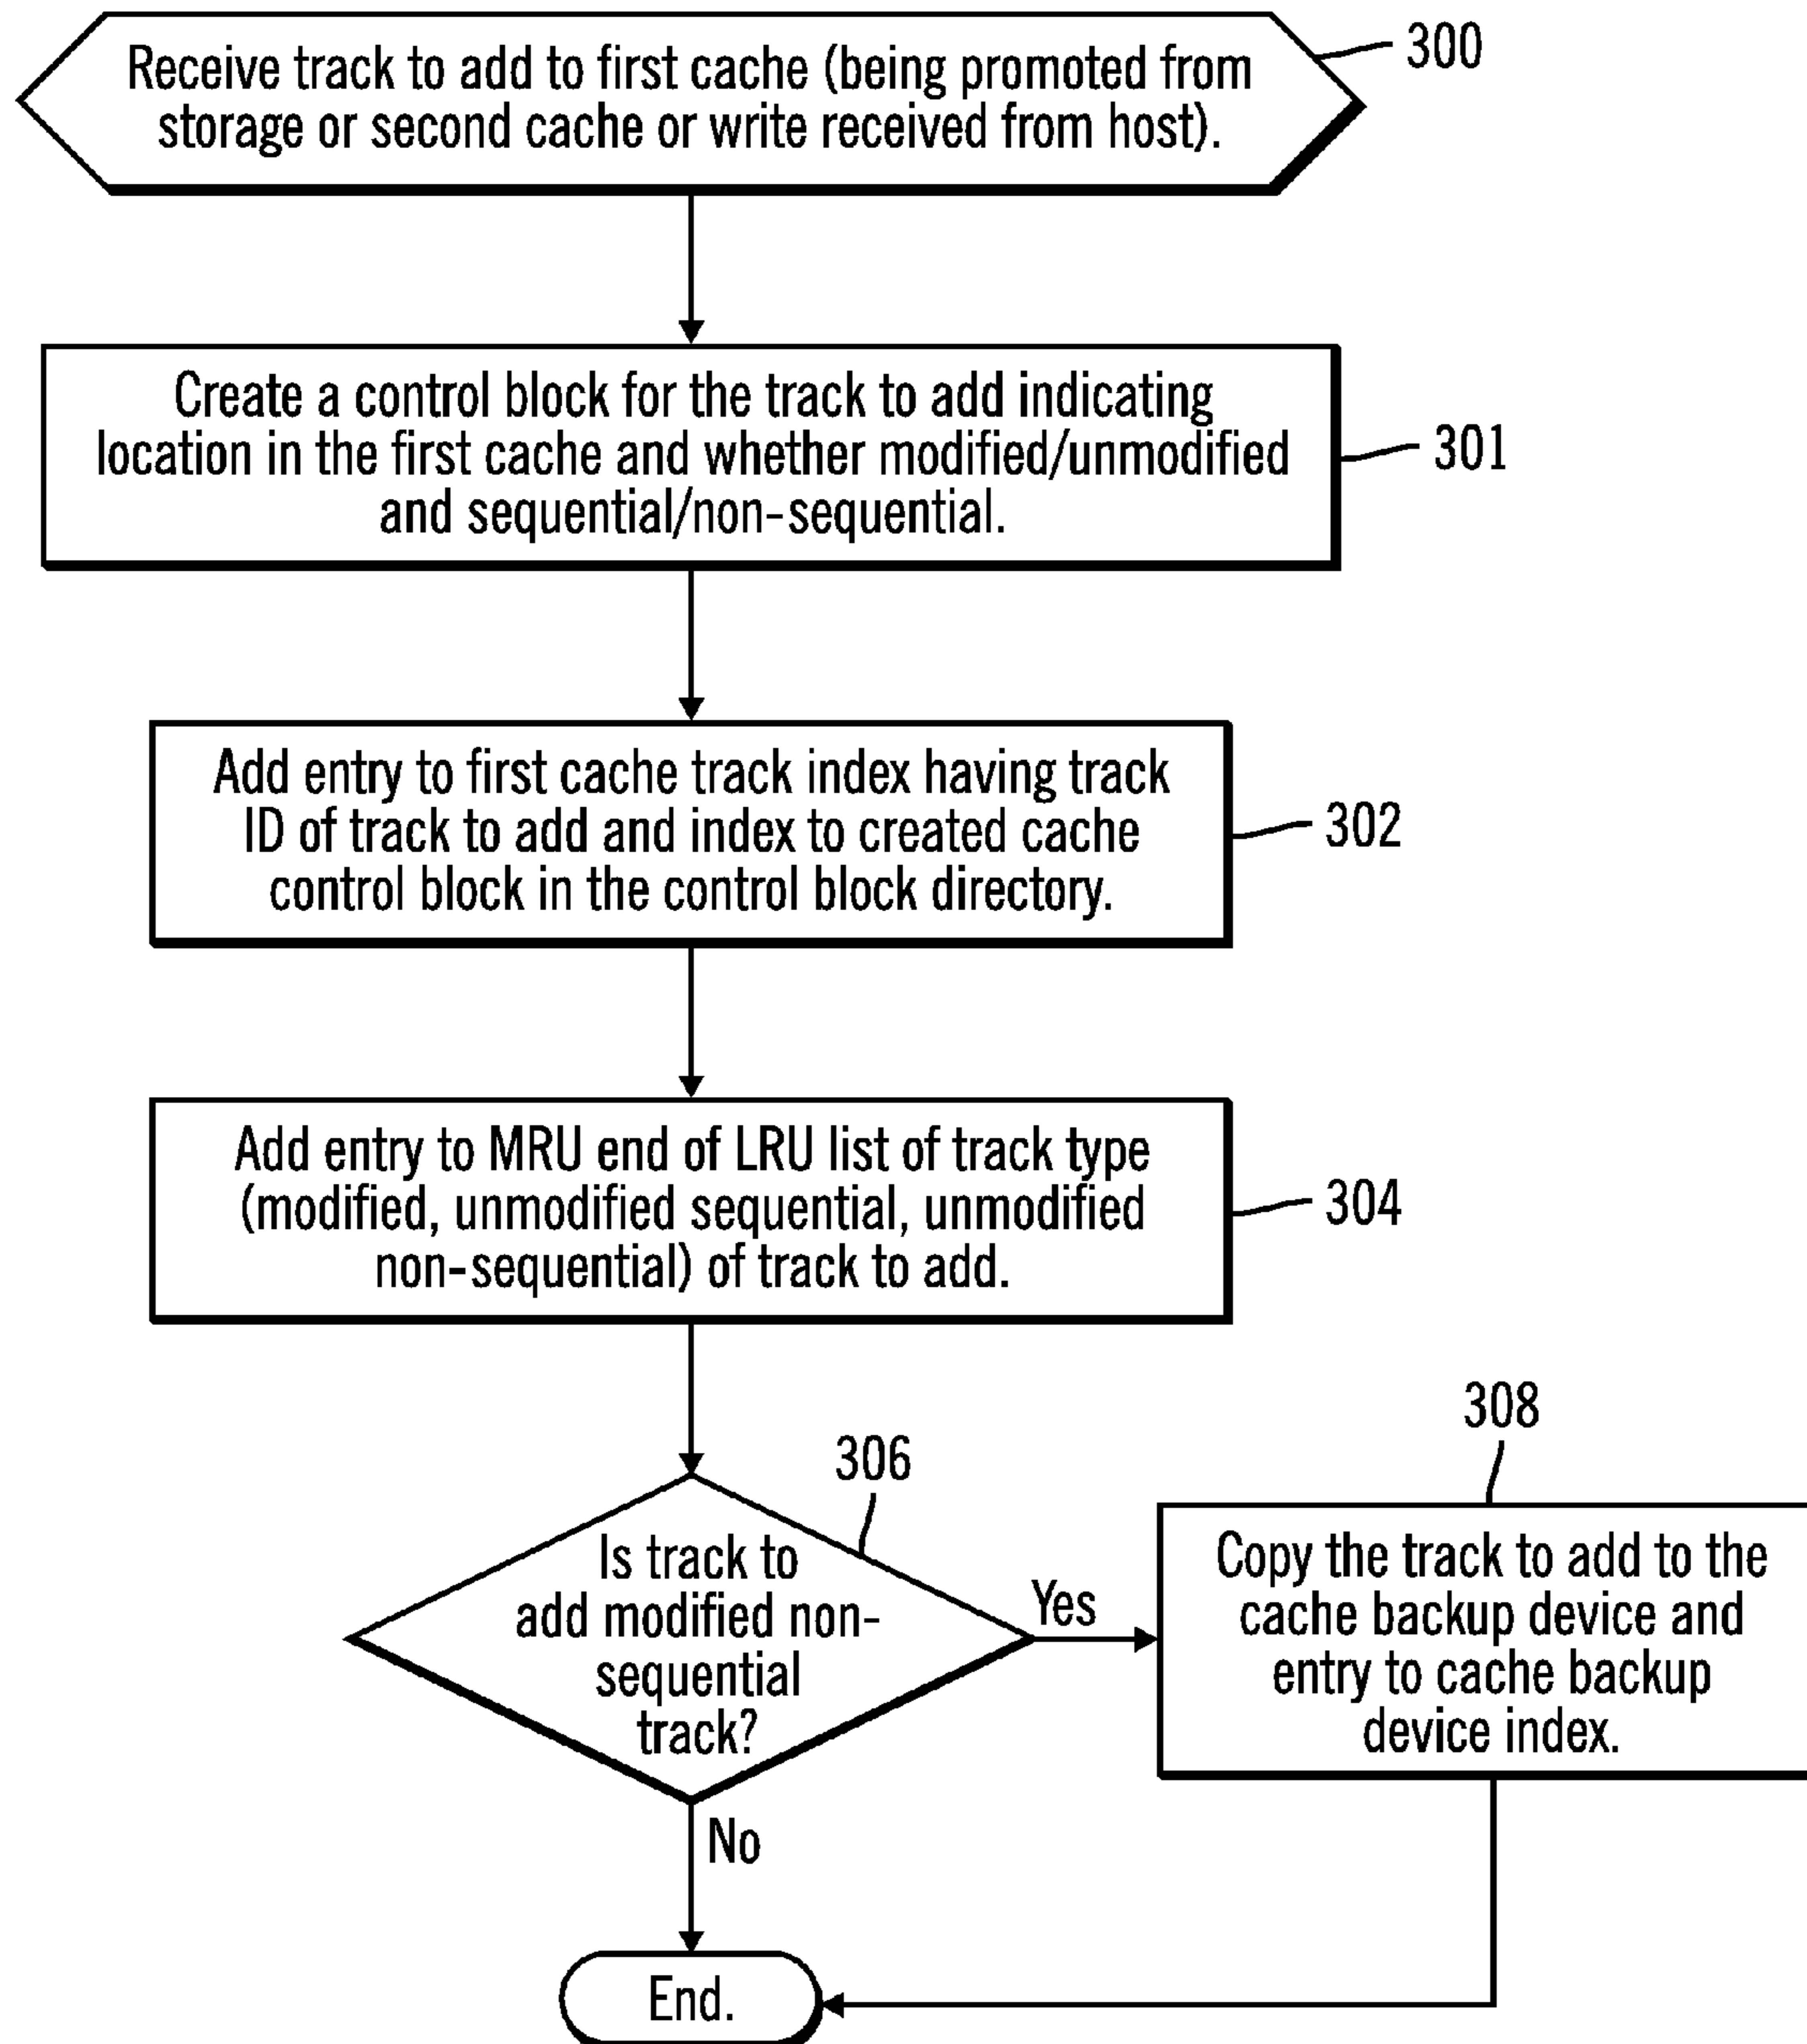 Receive track to add to first cache (being promoted from
storage or second cache or write received from host).
300
Create a control block for the track to add indicating
location in the first cache and whether modified/unmodified
and sequential/non-sequential.
301
Add entry to first cache track index having track
ID of track to add and index to created cache
control block in the control block directory.
302
Add entry to MRU end of LRU list of track type
(modified, unmodified sequential, unmodified
non-sequential) of track to add.
304
306
Is track to
add modified non-
sequential
track?
Yes
308
Copy the track to add to the
cache backup device and
entry to cache backup
device index.
No
End.